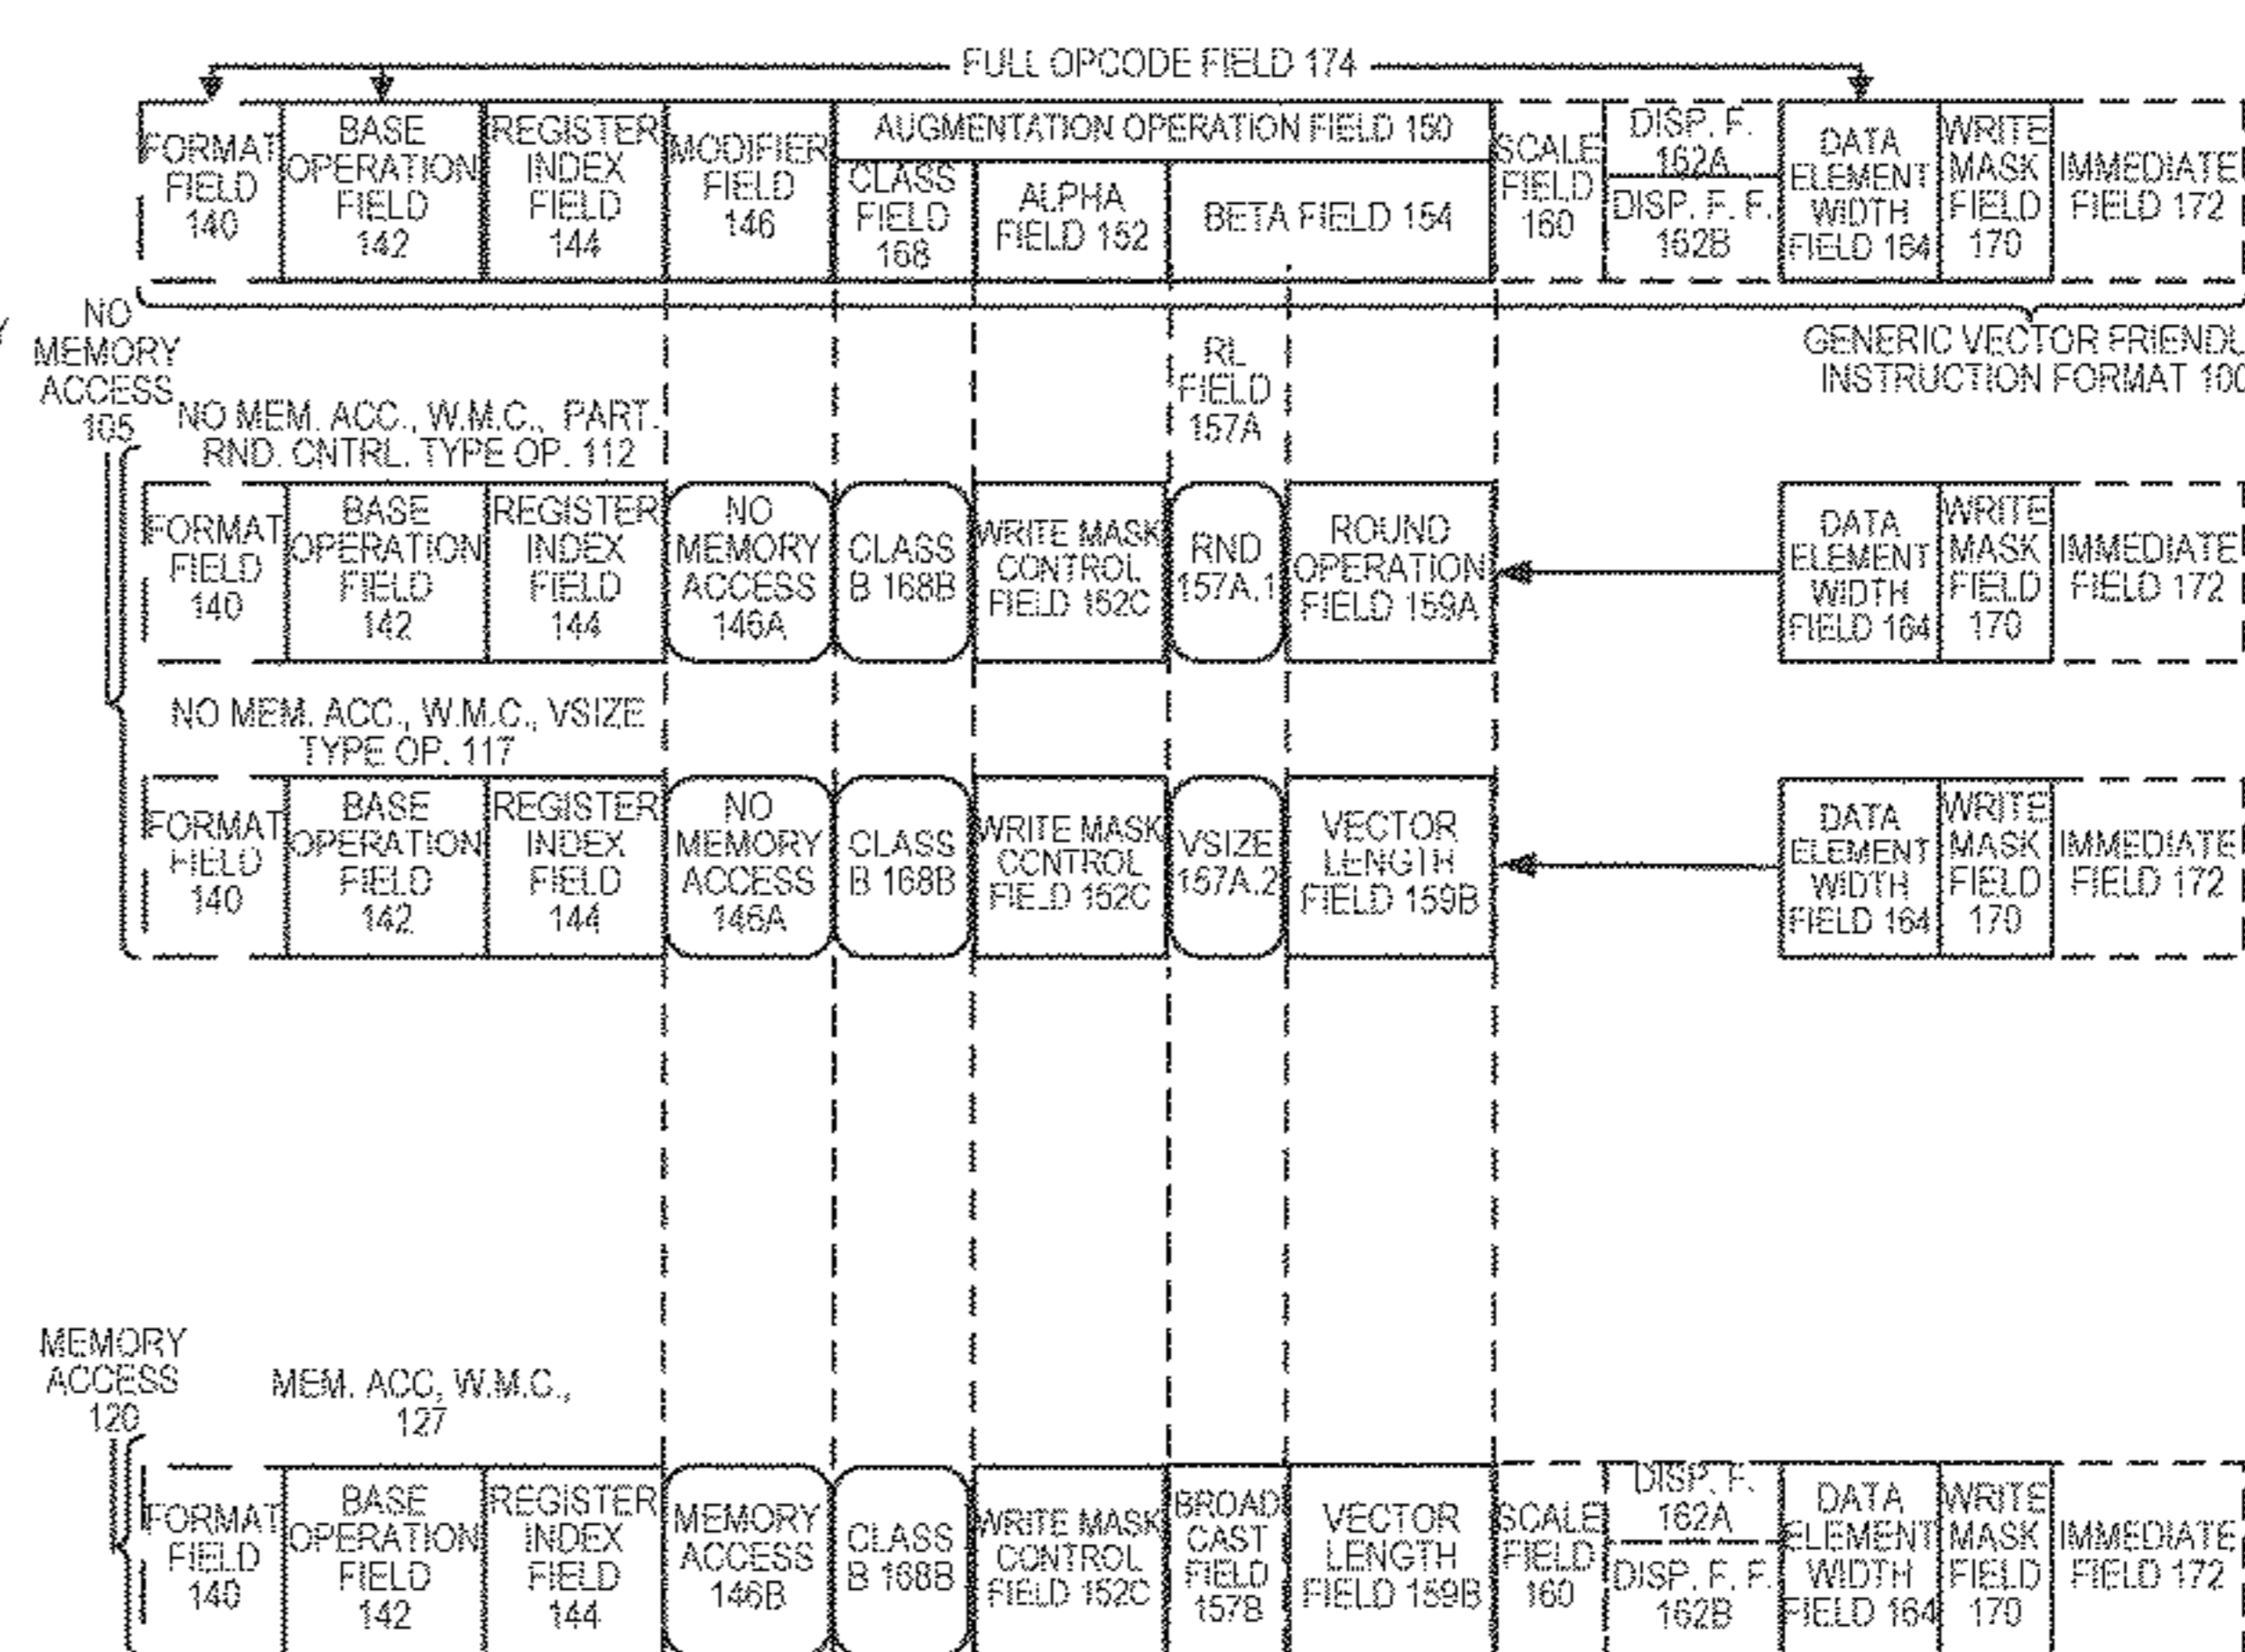 FULL OPCODE FIELD 174
FORMAT
FIELD
140
BASE
OPERATION
FIELD
142
REGISTER
INDEX
FIELD
144
MODIFIER
FIELD
146
AUGMENTATION OPERATION FIELD 150
CLASS
FIELD
168
ALPHA
FIELD 152
BETA FIELD 154
SCALE
FIELD
160
DISP. F.
162A
DISP. F. F.
162B
DATA
ELEMENT
WIDTH
FIELD 164
WRITE
MASK
FIELD
170
IMMEDIATE
FIELD 172
NO
MEMORY
ACCESS
105
RL
FIELD
157A
GENERIC VECTOR FRIENDL
INSTRUCTION FORMAT 100
NO MEM. ACC., W.M.C., PART.
RND. CNTRL. TYPE OP. 112
FORMAT
FIELD
140
BASE
OPERATION
FIELD
142
REGISTER
INDEX
FIELD
144
NO
MEMORY
ACCESS
146A
CLASS
B 168B
WRITE MASK
CONTROL
FIELD 152C
RND
157A.1
ROUND
OPERATION
FIELD 159A
DATA
ELEMENT
WIDTH
FIELD 164
WRITE
MASK
FIELD
170
IMMEDIATE
FIELD 172
NO MEM. ACC., W.M.C., VSIZE
TYPE OP. 117
FORMAT
FIELD
140
BASE
OPERATION
FIELD
142
REGISTER
INDEX
FIELD
144
NO
MEMORY
ACCESS
146A
CLASS
B 168B
WRITE MASK
CONTROL
FIELD 152C
VSIZE
157A.2
VECTOR
LENGTH
FIELD 159B
DATA
ELEMENT
WIDTH
FIELD 164
WRITE
MASK
FIELD
170
IMMEDIATE
FIELD 172
MEMORY
ACCESS
120
MEM. ACC, W.M.C.,
127
FORMAT
FIELD
140
BASE
OPERATION
FIELD
142
REGISTER
INDEX
FIELD
144
MEMORY
ACCESS
146B
CLASS
B 168B
WRITE MASK
CONTROL
FIELD 152C
BROAD
CAST
FIELD
157B
VECTOR
LENGTH
FIELD 159B
SCALE
FIELD
160
DISP. F.
162A
DISP. F. F.
162B
DATA
ELEMENT
WIDTH
FIELD 164
WRITE
MASK
FIELD
170
IMMEDIATE
FIELD 172